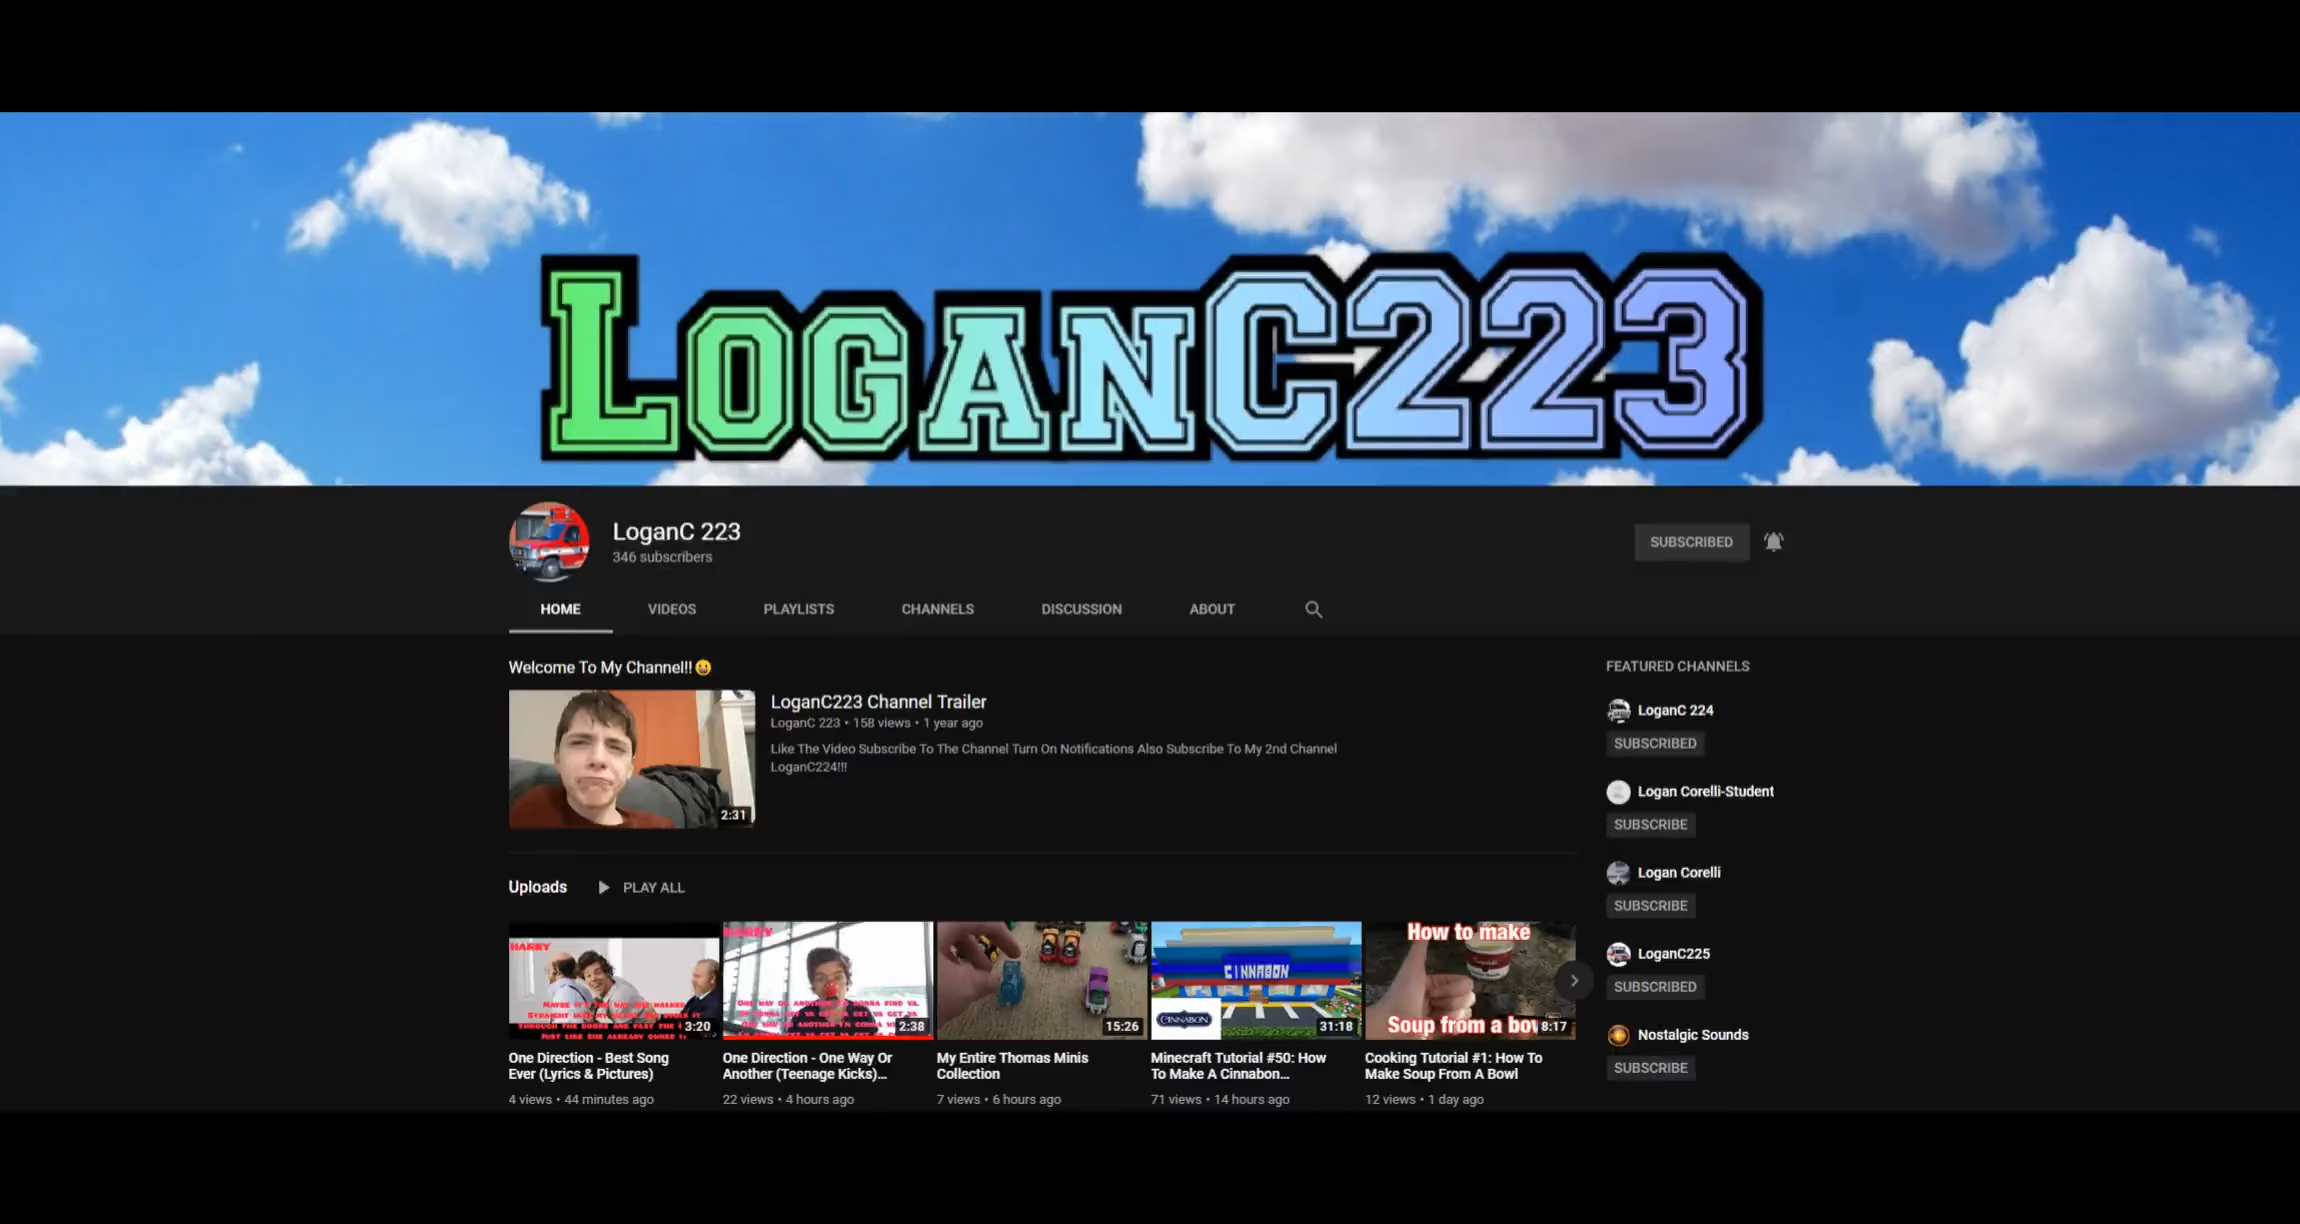 LOGANC223
LoganC 223
346 subscribers
SUBSCRIBED
HOME
VIDEOS
PLAYLISTS
CHANNELS
DISCUSSION
ABOUT
Welcome To My Channel!!😀
2:31
LoganC223 Channel Trailer
LoganC 223 • 158 views • 1 year ago
Like The Video Subscribe To The Channel Turn On Notifications Also Subscribe To My 2nd Channel
LoganC224!!!
Uploads
PLAY ALL
HARRY
3:20
One Direction - Best Song
Ever (Lyrics & Pictures)
4 views • 44 minutes ago
HARRY
2:38
One Direction - One Way Or
Another (Teenage Kicks)...
22 views • 4 hours ago
15:26
My Entire Thomas Minis
Collection
7 views • 6 hours ago
CINNABON
CINNABON
31:18
Minecraft Tutorial #50: How
To Make A Cinnabon...
71 views • 14 hours ago
How to make
Soup from a bow
8:17
Cooking Tutorial #1: How To
Make Soup From A Bowl
12 views • 1 day ago
FEATURED CHANNELS
LoganC 224
SUBSCRIBED
Logan Corelli-Student
SUBSCRIBE
Logan Corelli
SUBSCRIBE
LoganC225
SUBSCRIBED
Nostalgic Sounds
SUBSCRIBE